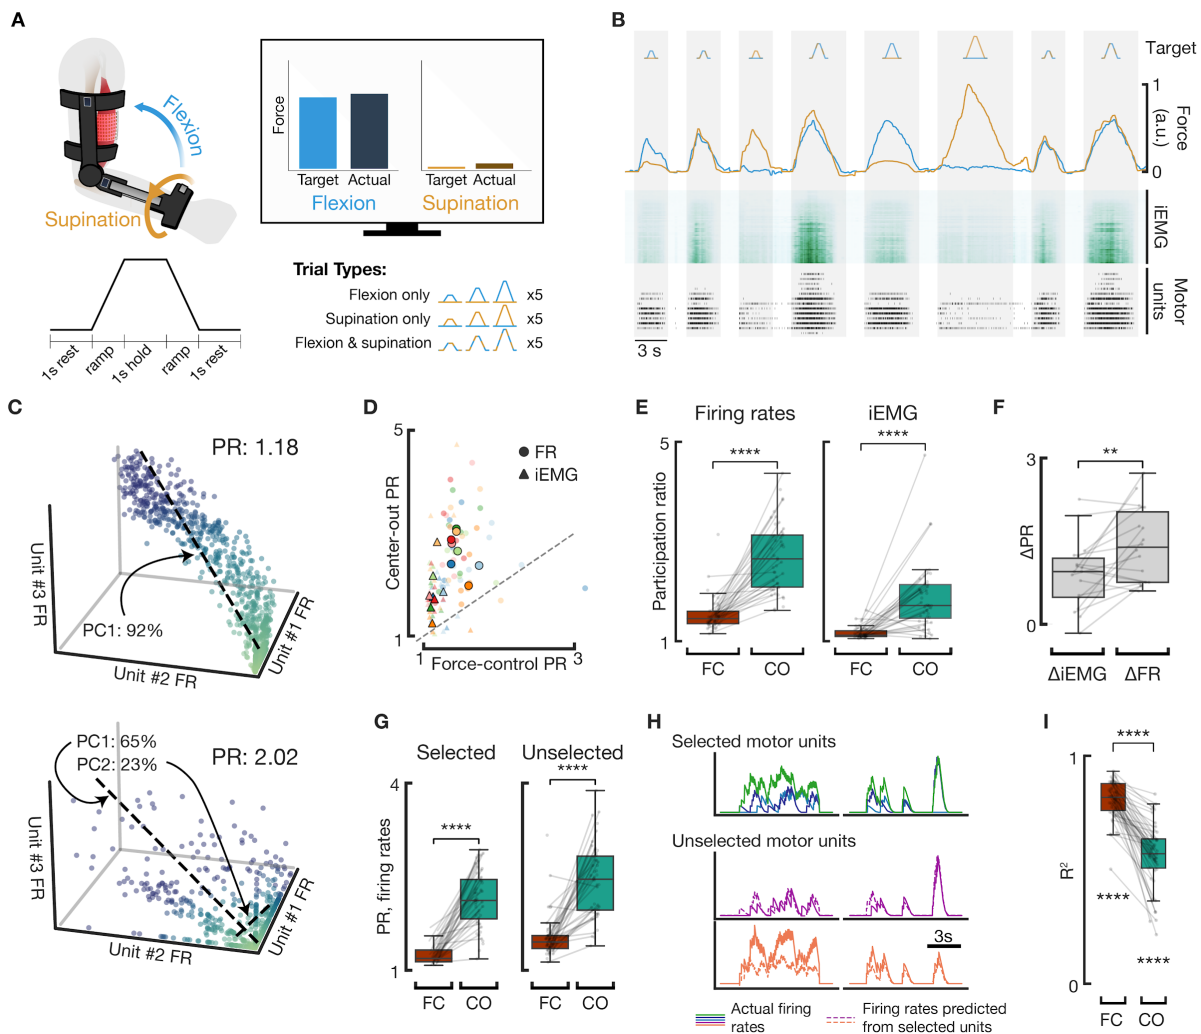 A
Flexion
Supination
1s rest
ramp
1s hold
ramp
1s rest
Force
Target Actual
Flexion
Target Actual
Supination
Trial Types:
Flexion only
x5
Supination only
x5
Flexion & supination
x5
B
Target
1
Force
(a.u.)
0
iEMG
Motor
units
3 s
C
PR: 1.18
Unit #3 FR
PC1: 92%
Unit #2 FR
Unit #1 FR
PC1: 65%
PC2: 23%
PR: 2.02
Unit #3 FR
Unit #2 FR
Unit #1 FR
D
5
Center-out PR
1
FR
iEMG
1
Force-control PR
3
E
Firing rates
iEMG
5
Participation ratio
1
****
****
FC
CO
FC
CO
F
3
ΔPR
0
**
ΔiEMG
ΔFR
G
Selected
Unselected
4
PR, firing rates
1
****
****
FC
CO
FC
CO
H
Selected motor units
Unselected motor units
3s
Actual firing
rates
Firing rates predicted
from selected units
I
****
1
R²
0
****
****
FC
CO